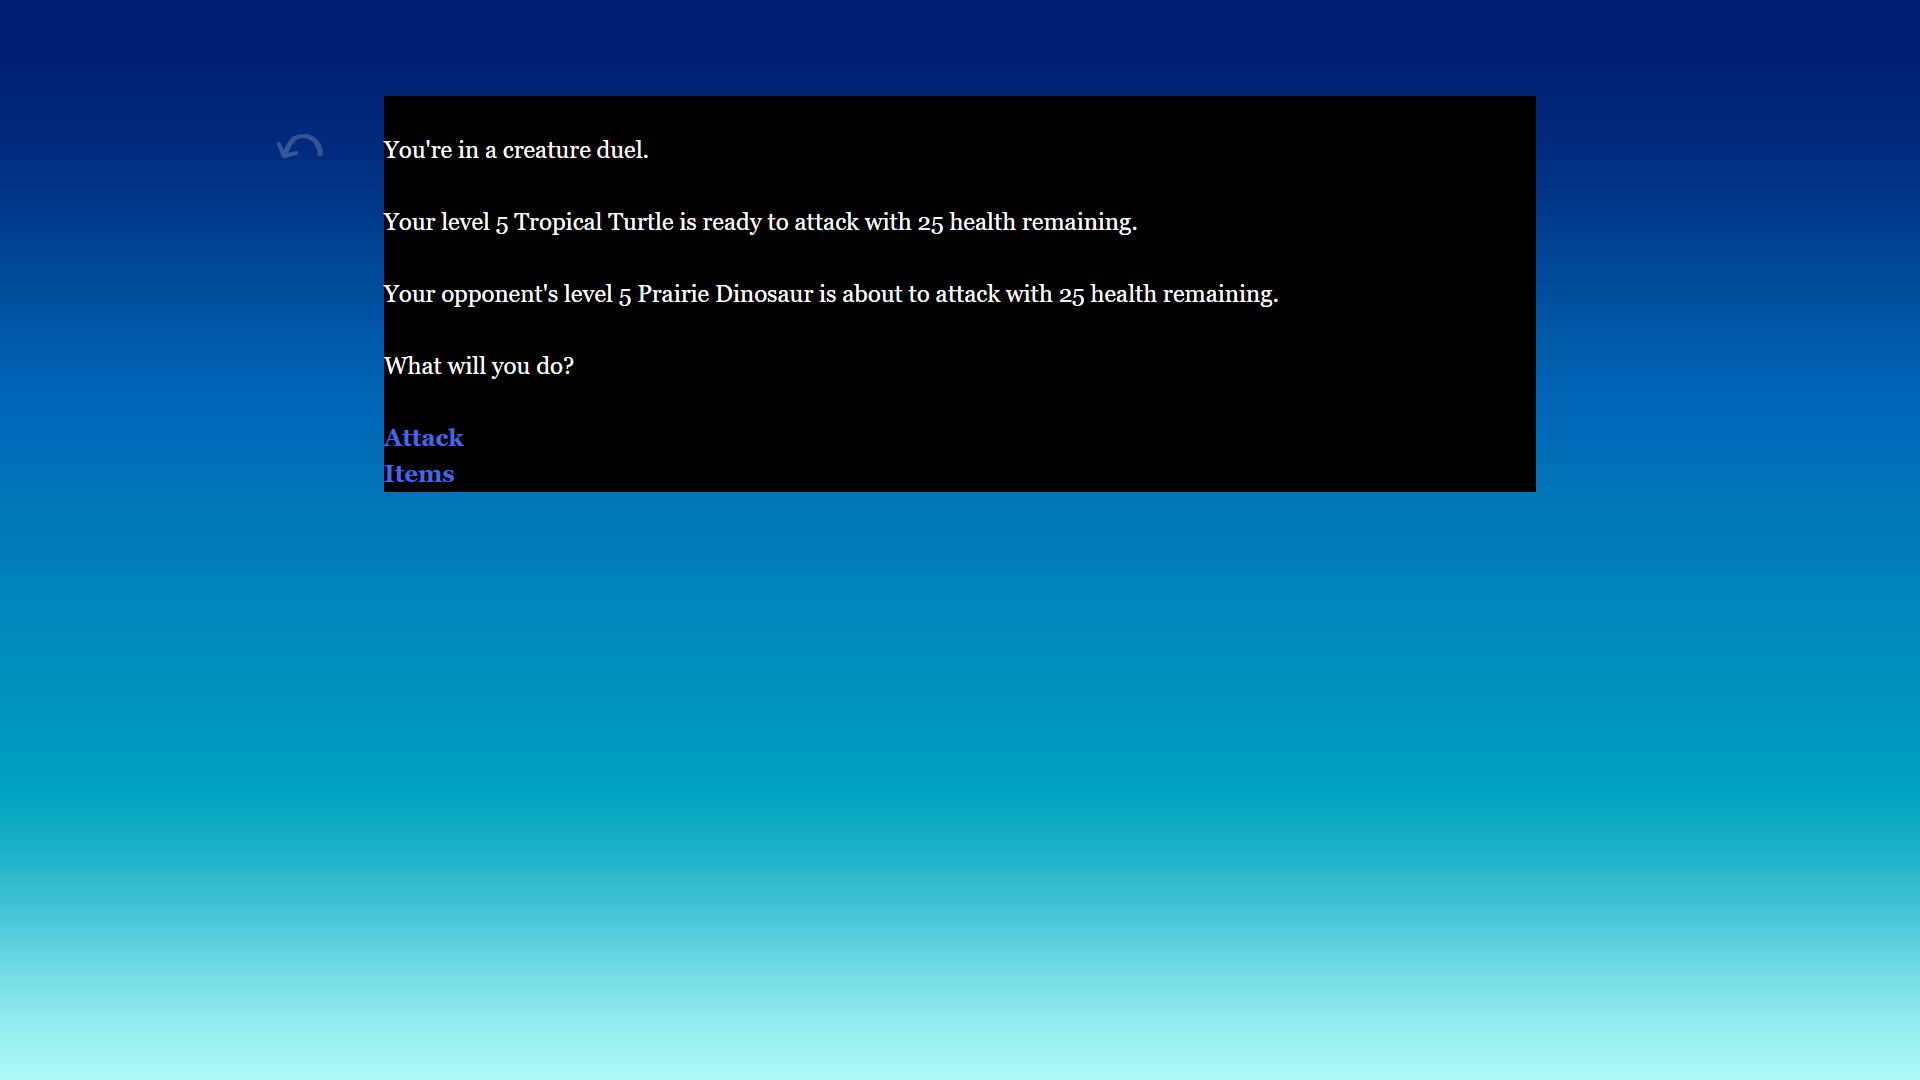 You're in a creature duel.
Your level 5 Tropical Turtle is ready to attack with 25 health remaining.
Your opponent's level 5 Prairie Dinosaur is about to attack with 25 health remaining.
What will you do?
Attack
Items